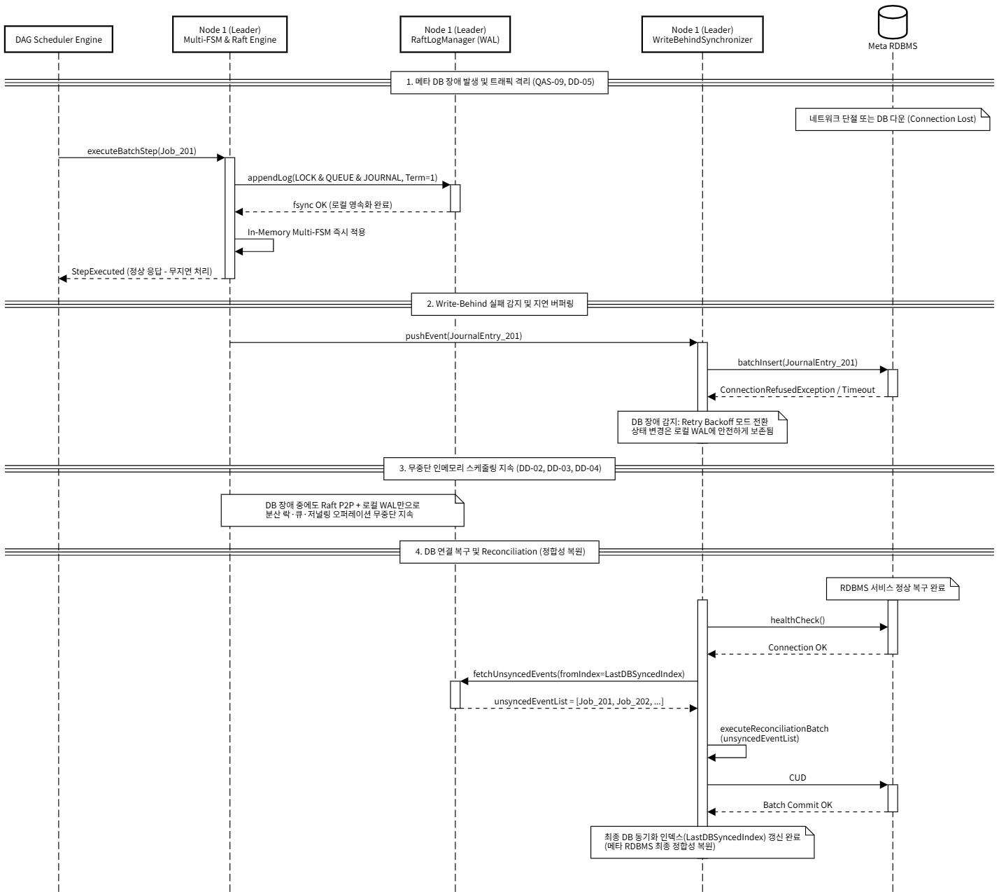 DAG Scheduler Engine
Node 1 (Leader)
Multi-FSM & Raft Engine
Node 1 (Leader)
RaftLogManager (WAL)
Node 1 (Leader)
WriteBehindSynchronizer
Meta RDBMS
1. 메타 DB 장애 발생 및 트래픽 격리 (QAS-09, DD-05)
네트워크 단절 또는 DB 다운 (Connection Lost)
executeBatchStep(Job_201)
appendLog(LOCK & QUEUE & JOURNAL, Term=1)
fsync OK (로컬 영속화 완료)
In-Memory Multi-FSM 즉시 적용
StepExecuted (정상 응답 - 무지연 처리)
2. Write-Behind 실패 감지 및 지연 버퍼링
pushEvent(JournalEntry_201)
batchInsert(JournalEntry_201)
ConnectionRefusedException / Timeout
DB 장애 감지: Retry Backoff 모드 전환
상태 변경은 로컬 WAL에 안전하게 보존됨
3. 무중단 인메모리 스케줄링 지속 (DD-02, DD-03, DD-04)
DB 장애 중에도 Raft P2P + 로컬 WAL만으로
분산 락·큐·저널링 오퍼레이션 무중단 지속
4. DB 연결 복구 및 Reconciliation (정합성 복원)
RDBMS 서비스 정상 복구 완료
healthCheck()
Connection OK
fetchUnsyncedEvents(fromIndex=LastDBSyncedIndex)
unsyncedEventList = [Job_201, Job_202, ...]
executeReconciliationBatch
(unsyncedEventList)
CUD
Batch Commit OK
최종 DB 동기화 인덱스(LastDBSyncedIndex) 갱신 완료
(메타 RDBMS 최종 정합성 복원)